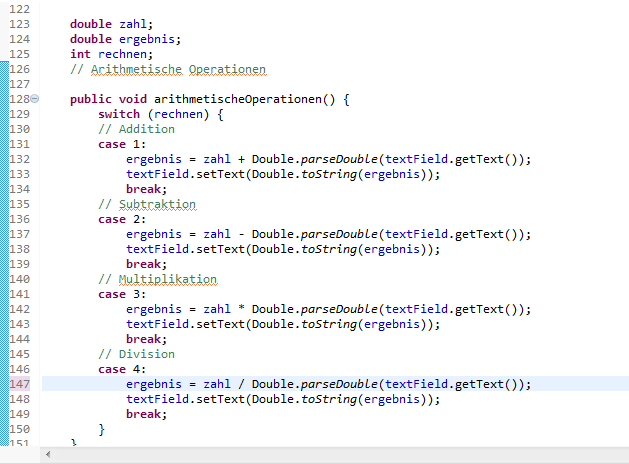 122
123 double zahl;
124 double ergebnis;
125 int rechnen;
126 // Arithmetische Operationen
127
128 public void arithmetischeOperationen() {
129 switch (rechnen) {
130 // Addition
131 case 1:
132 ergebnis = zahl + Double.parseDouble(textField.getText());
133 textField.setText(Double.toString(ergebnis));
134 break;
135 // Subtraktion
136 case 2:
137 ergebnis = zahl - Double.parseDouble(textField.getText());
138 textField.setText(Double.toString(ergebnis));
139 break;
140 // Multiplikation
141 case 3:
142 ergebnis = zahl * Double.parseDouble(textField.getText());
143 textField.setText(Double.toString(ergebnis));
144 break;
145 // Division
146 case 4:
147 ergebnis = zahl / Double.parseDouble(textField.getText());
148 textField.setText(Double.toString(ergebnis));
149 break;
150 }
151 }